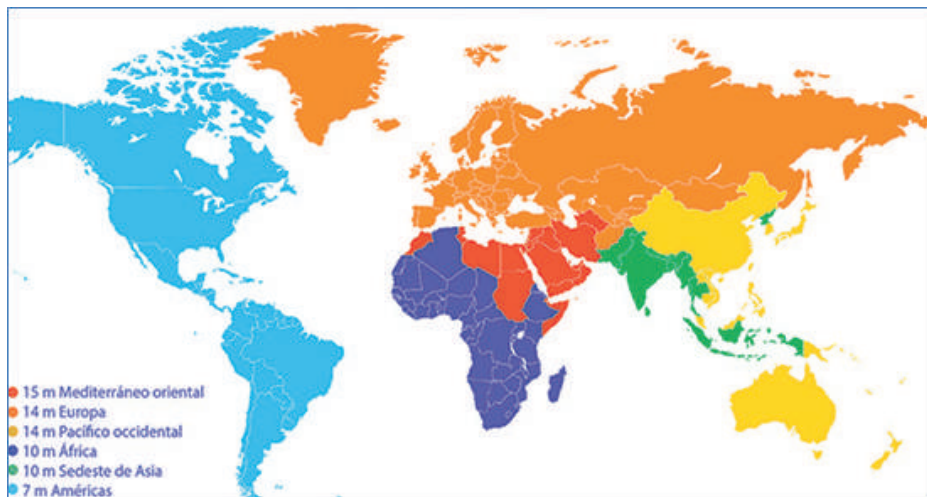 15 m Mediterráneo oriental
14 m Europa
14 m Pacífico occidental
10 m África
10 m Sedeste de Asia
7 m Américas